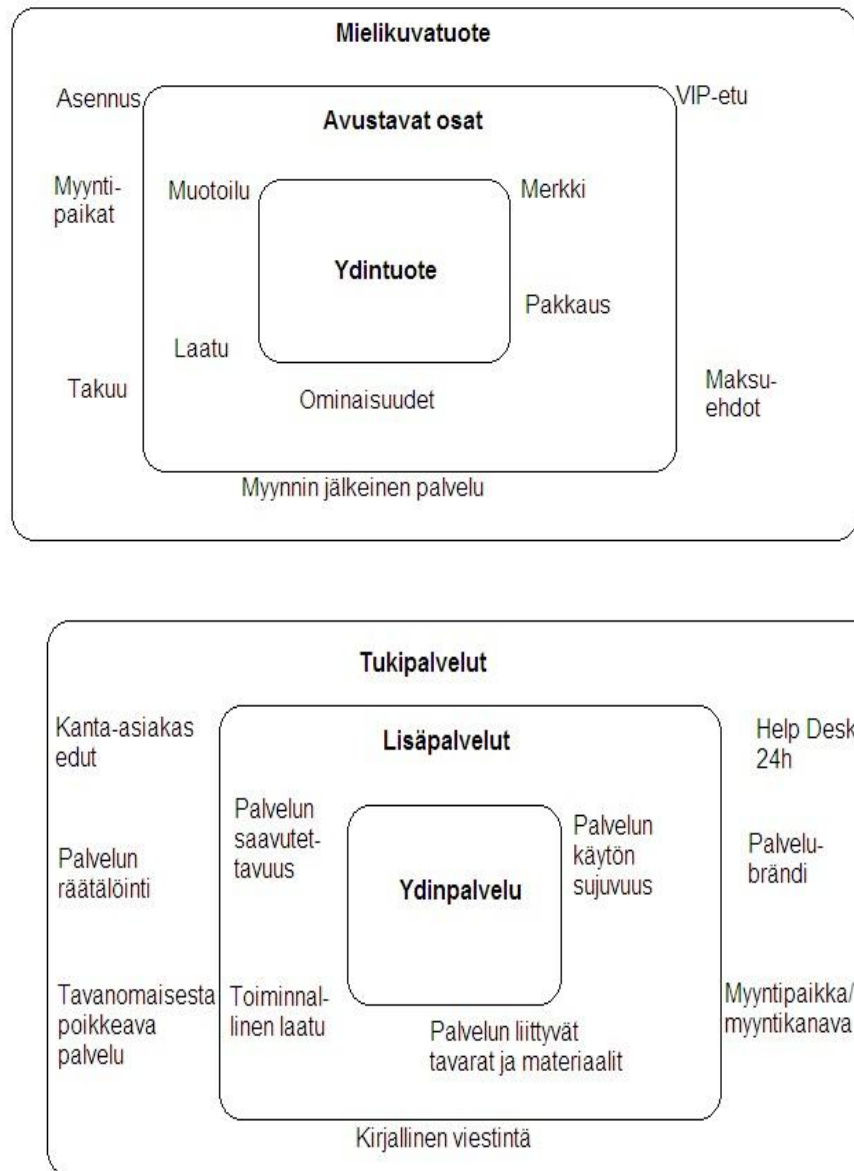 Mielikuvatuote
Asennus
VIP-etu
Avustavat osat
Myynti-
paikat
Muotoilu
Merkki
Ydintuote
Pakkaus
Laatu
Takuu
Ominaisuudet
Maksu-
ehdot
Myynnin jälkeinen palvelu
Tukipalvelut
Kanta-asiakas
edut
Lisäpalvelut
Help Desk
24h
Palvelun
saavutet-
tavuus
Palvelun
käytön
sujuvuus
Palvelun
räätälöinti
Ydinpalvelu
Palvelu-
brändi
Tavanomaisesta
poikkeava
palvelu
Toiminnal-
linen laatu
Palvelun liittyvät
tavarat ja materiaalit
Myyntipaikka/
myyntikanava
Kirjallinen viestintä